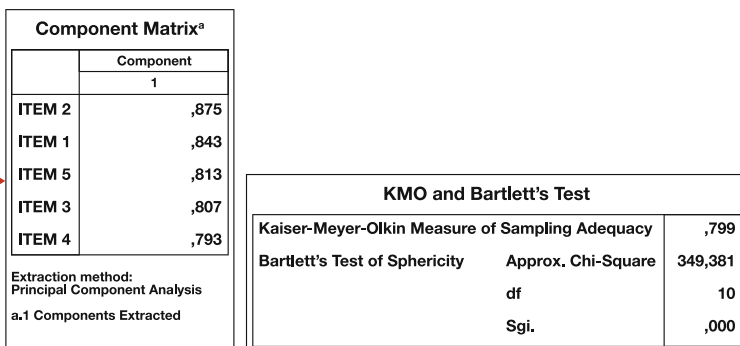 Component Matrixᵃ
Component
1
ITEM 2 ,875
ITEM 1 ,843
ITEM 5 ,813
ITEM 3 ,807
ITEM 4 ,793
Extraction method:
Principal Component Analysis
a.1 Components Extracted
KMO and Bartlett’s Test
Kaiser-Meyer-Olkin Measure of Sampling Adequacy ,799
Bartlett’s Test of Sphericity Approx. Chi-Square 349,381
df 10
Sgi. ,000